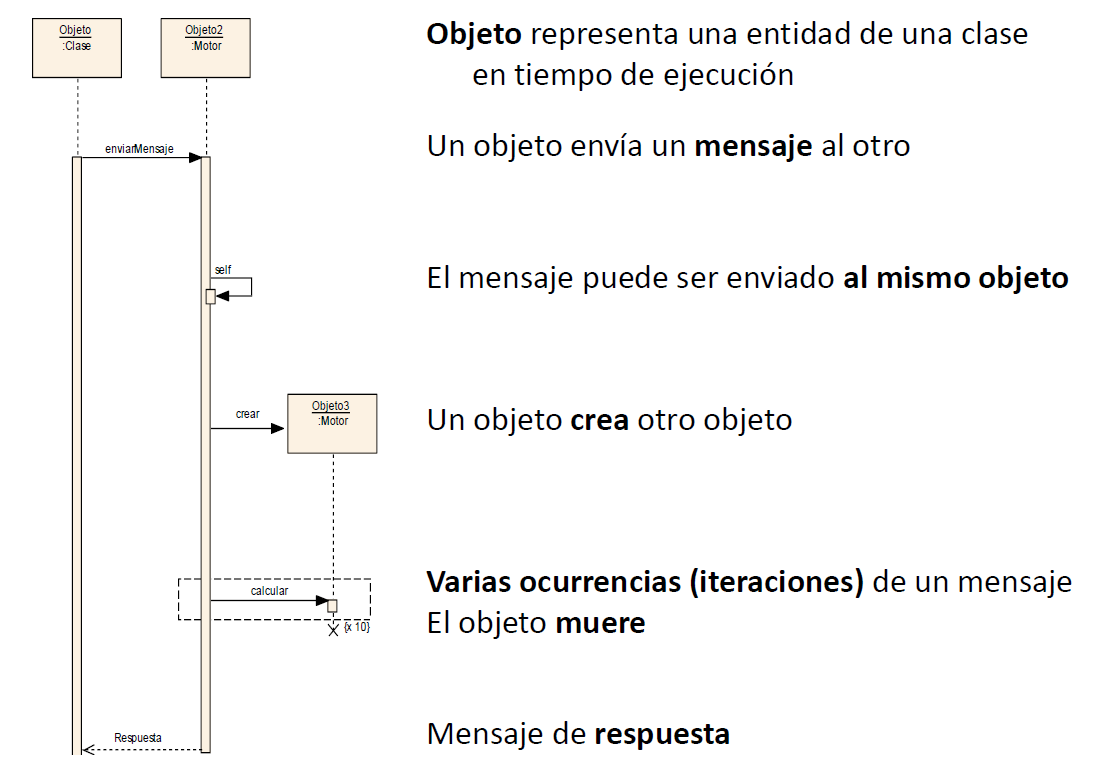 Objeto
:Clase
Objeto2
:Motor
Objeto representa una entidad de una clase
en tiempo de ejecución
enviarMensaje
Un objeto envía un mensaje al otro
self
El mensaje puede ser enviado al mismo objeto
crear
Objeto3
:Motor
Un objeto crea otro objeto
calcular
{x 10}
Varias ocurrencias (iteraciones) de un mensaje
El objeto muere
Respuesta
Mensaje de respuesta